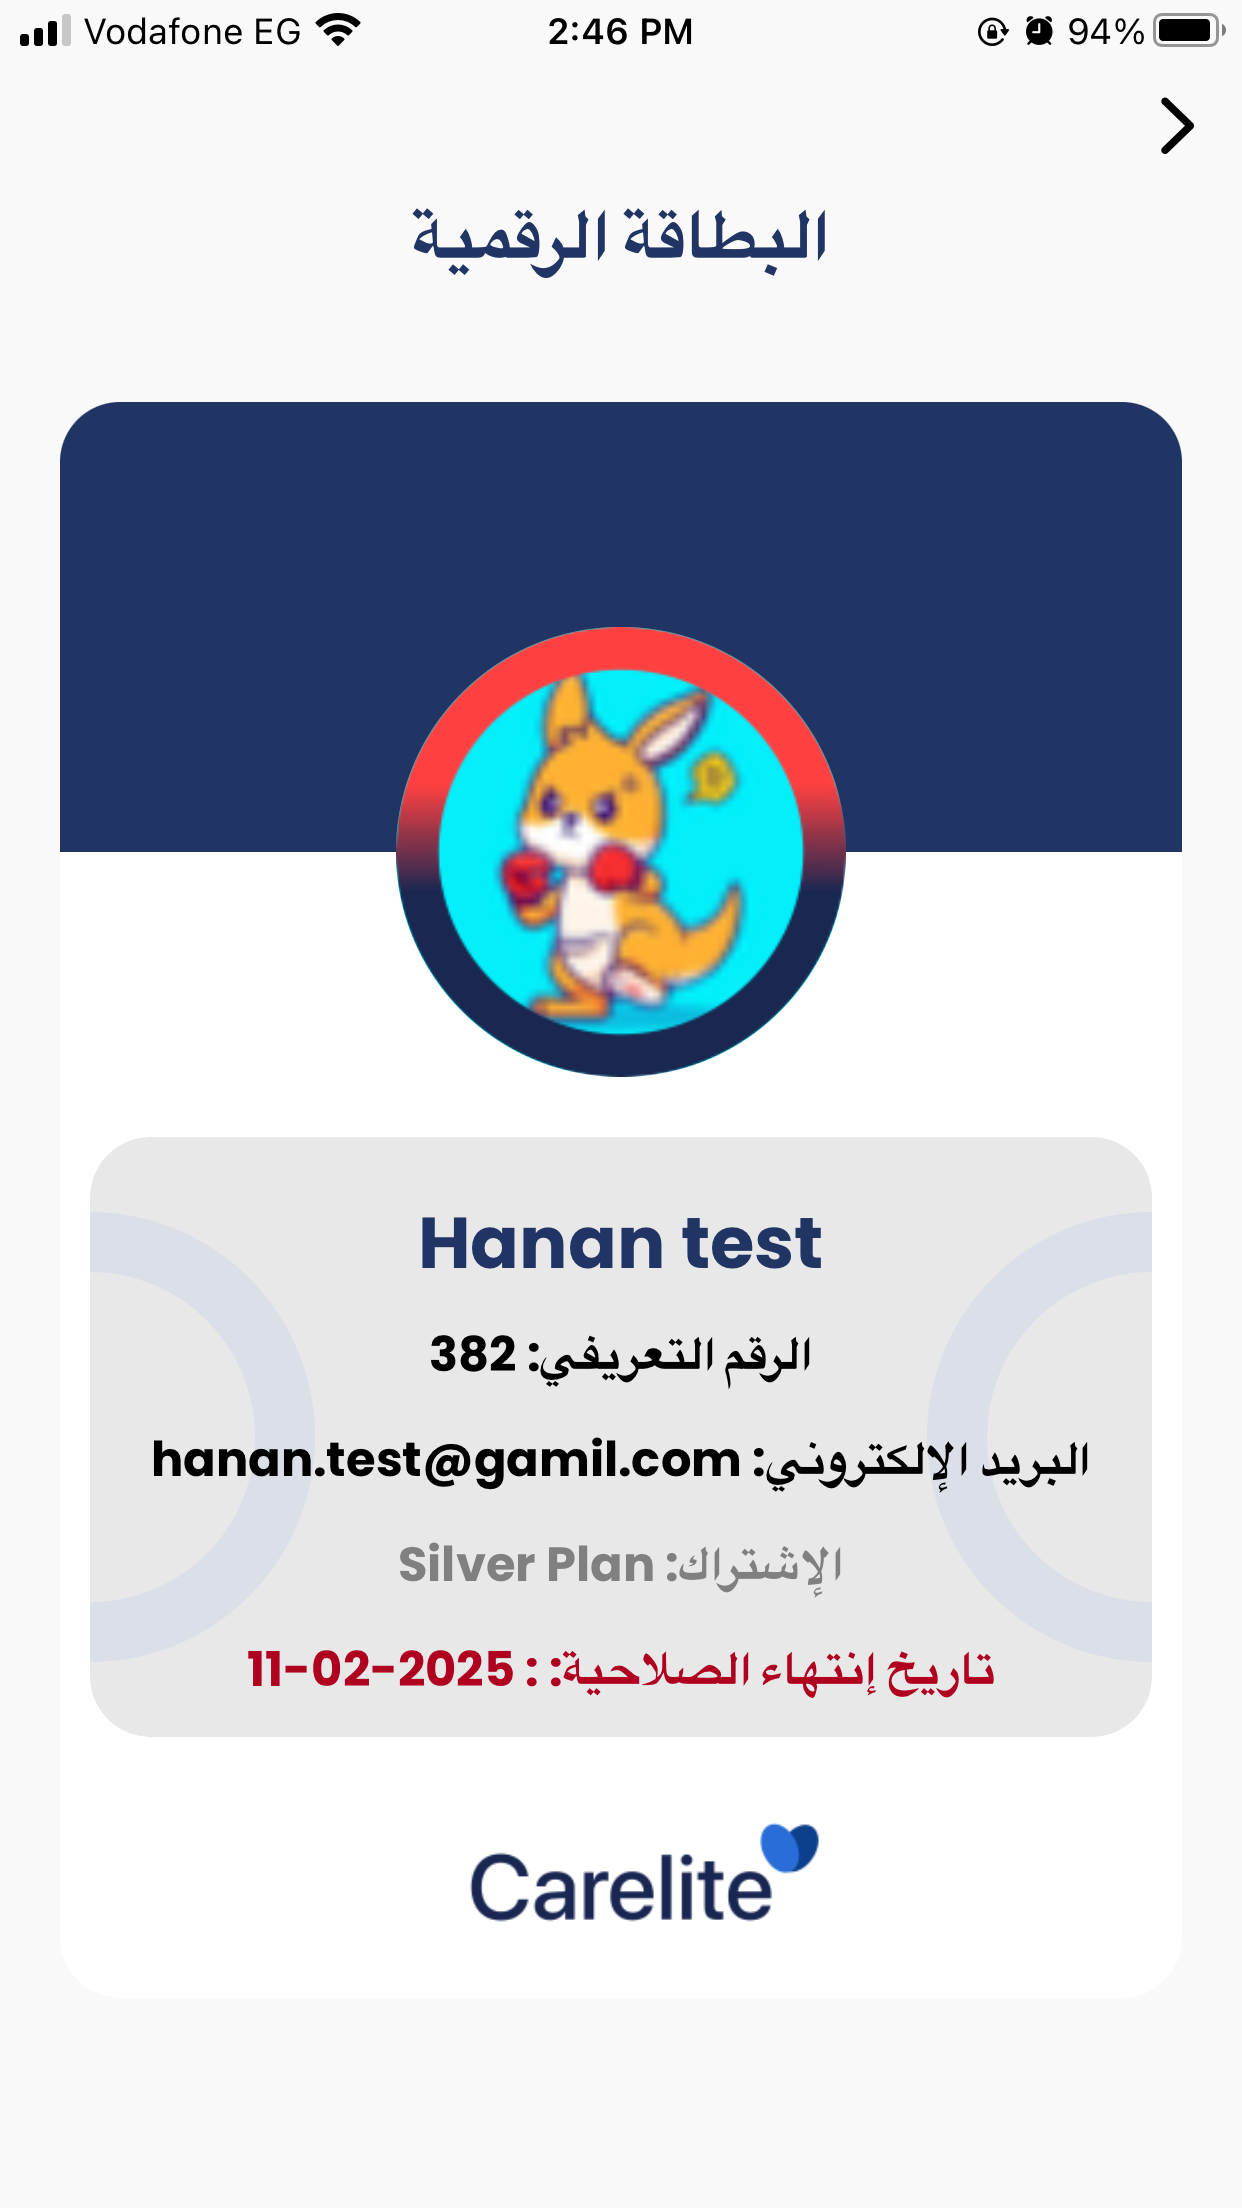 Vodafone EG 2:46 PM 94%
البطاقة الرقمية
Hanan test
الرقم التعريفي: 382
البريد الإلكتروني: hanan.test@gamil.com
الإشتراك: Silver Plan
تاريخ إنتهاء الصلاحية: : 11-02-2025
Carelite